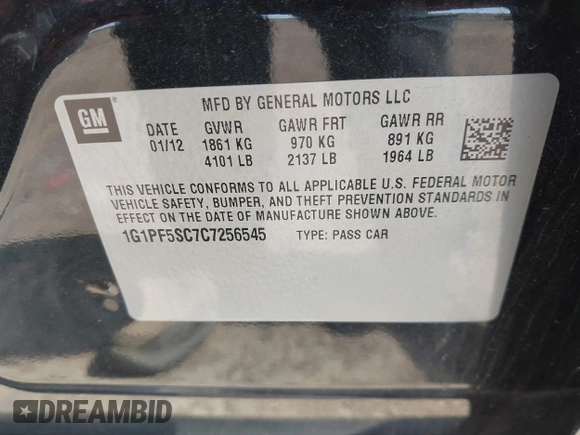 GM
MFD BY GENERAL MOTORS LLC
DATE GVWR GAWR FRT GAWR RR
01/12 1861 KG 970 KG 891 KG
4101 LB 2137 LB 1964 LB
THIS VEHICLE CONFORMS TO ALL APPLICABLE U.S. FEDERAL MOTOR
VEHICLE SAFETY, BUMPER, AND THEFT PREVENTION STANDARDS IN
EFFECT ON THE DATE OF MANUFACTURE SHOWN ABOVE.
1G1PF5SC7C7256545 TYPE: PASS CAR
DREAMBID